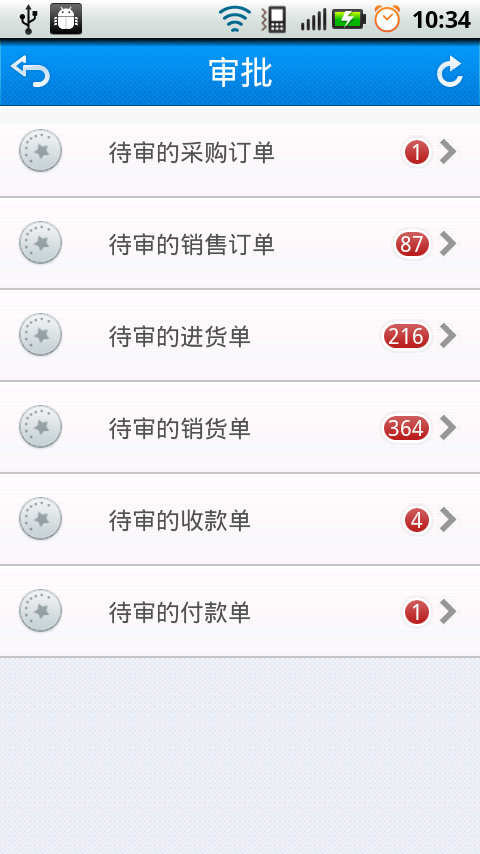 10:34
审批
待审的采购订单 1
待审的销售订单 87
待审的进货单 216
待审的销货单 364
待审的收款单 4
待审的付款单 1